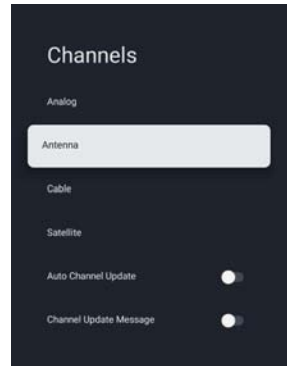 Channels
Analog
Antenna
Cable
Satellite
Auto Channel Update
Channel Update Message